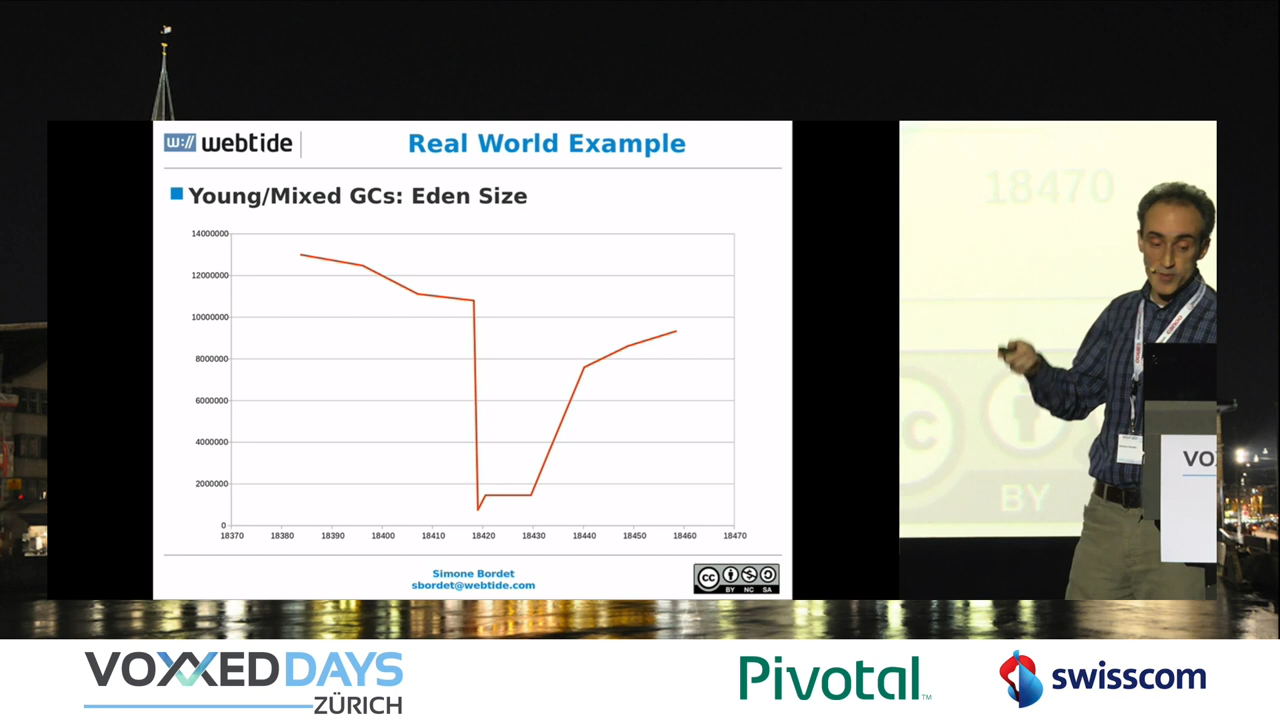 w:// webtide
Real World Example
Young/Mixed GCs: Eden Size
14000000
12000000
10000000
8000000
6000000
4000000
2000000
0
18370 18380 18390 18400 18410 18420 18430 18440 18450 18460 18470
Simone Bordet
sbordet@webtide.com
cc
BY NC SA
18470
c
BY
VO
VOXXED DAYS
ZÜRICH
Pivotal™
swisscom